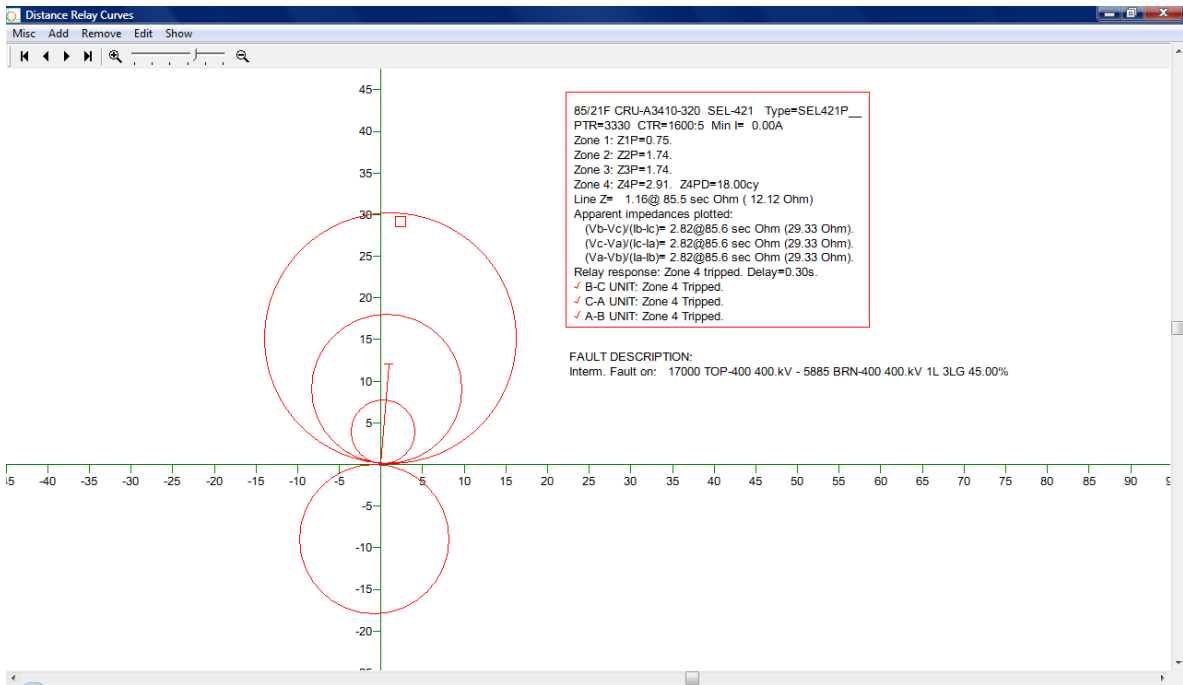 Distance Relay Curves
Misc Add Remove Edit Show
85/21F CRU-A3410-320 SEL-421 Type=SEL421P__
PTR=3330 CTR=1600:5 Min I= 0.00A
Zone 1: Z1P=0.75.
Zone 2: Z2P=1.74.
Zone 3: Z3P=1.74.
Zone 4: Z4P=2.91. Z4PD=18.00cy
Line Z= 1.16@ 85.5 sec Ohm ( 12.12 Ohm)
Apparent impedances plotted:
(Vb-Vc)/(Ib-Ic)= 2.82@85.6 sec Ohm (29.33 Ohm).
(Vc-Va)/(Ic-Ia)= 2.82@85.6 sec Ohm (29.33 Ohm).
(Va-Vb)/(Ia-Ib)= 2.82@85.6 sec Ohm (29.33 Ohm).
Relay response: Zone 4 tripped. Delay=0.30s.
√ B-C UNIT: Zone 4 Tripped.
√ C-A UNIT: Zone 4 Tripped.
√ A-B UNIT: Zone 4 Tripped.
FAULT DESCRIPTION:
Interm. Fault on: 17000 TOP-400 400.kV - 5885 BRN-400 400.kV 1L 3LG 45.00%
45
40
35
30
25
20
15
10
5
-40 -35 -30 -25 -20 -15 -10 -5 5 10 15 20 25 30 35 40 45 50 55 60 65 70 75 80 85 90
-5
-10
-15
-20